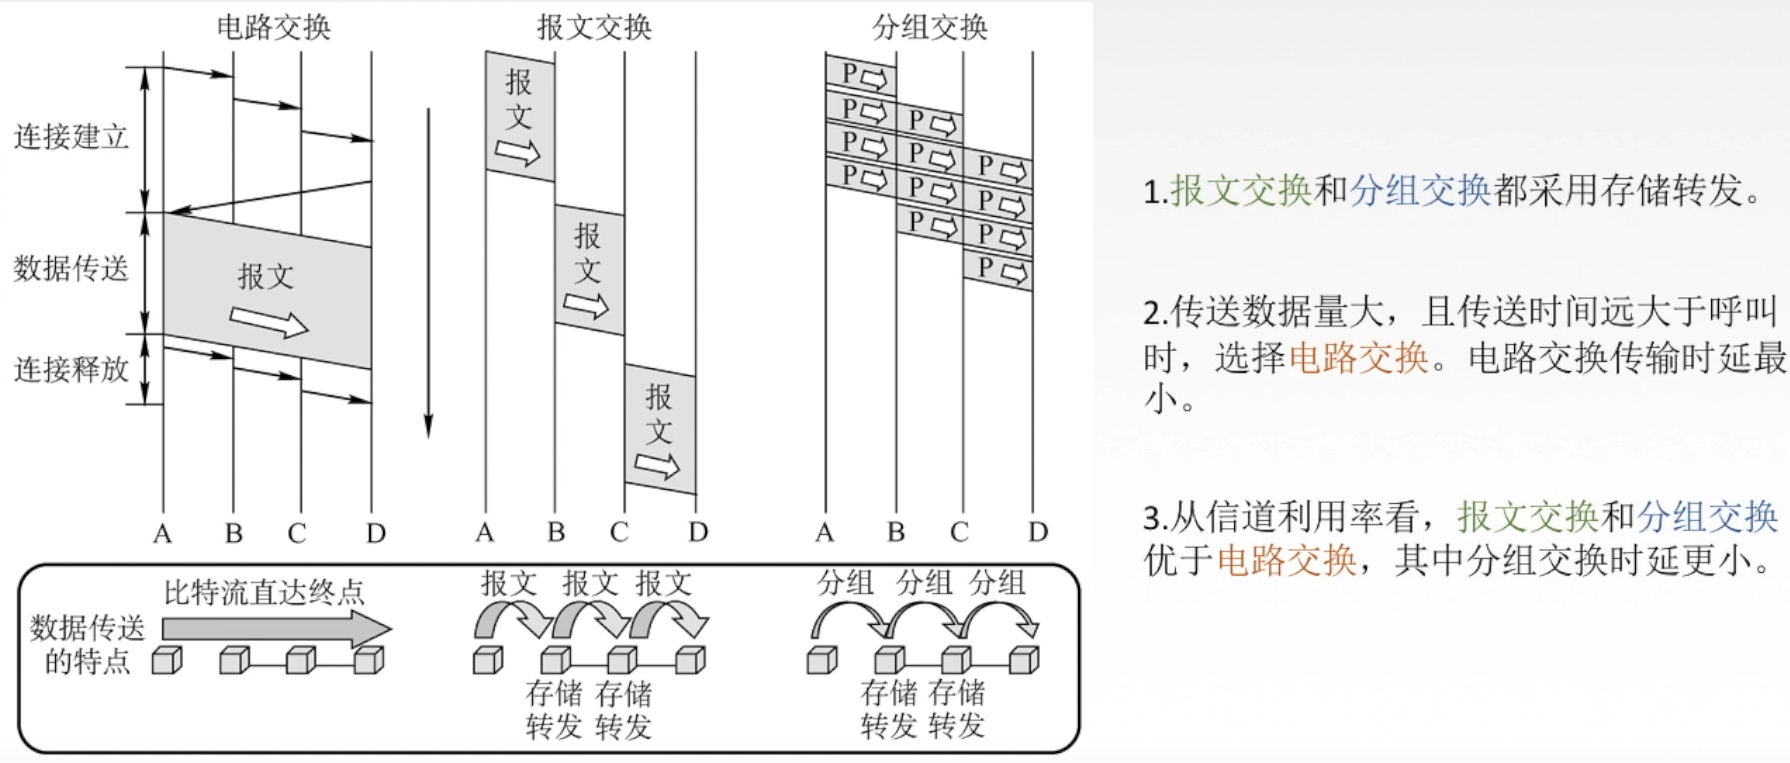 电路交换
报文交换
分组交换
连接建立
数据传送
连接释放
报文
A
B
C
D
报
文
报
文
报
文
A
B
C
D
P
P
P
P
P
P
P
P
P
P
P
P
A
B
C
D
数据传送
的特点
比特流直达终点
报文 报文 报文
存储 存储
转发 转发
分组 分组 分组
存储 存储
转发 转发
1.报文交换和分组交换都采用存储转发。
2.传送数据量大，且传送时间远大于呼叫
时，选择电路交换。电路交换传输时延最
小。
3.从信道利用率看，报文交换和分组交换
优于电路交换，其中分组交换时延更小。